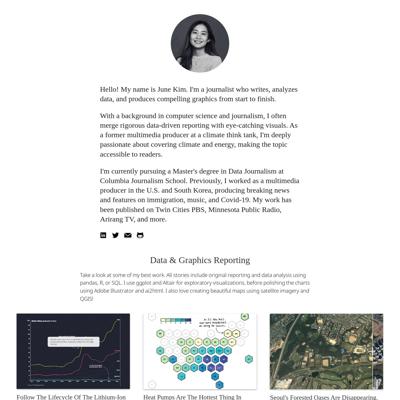 Hello! My name is June Kim. I'm a journalist who writes, analyzes
data, and produces compelling graphics from start to finish.
With a background in computer science and journalism, I often
merge rigorous data-driven reporting with eye-catching visuals. As
a former multimedia producer at a climate think tank, I'm deeply
passionate about covering climate and energy, making the topic
accessible to readers.
I'm currently pursuing a Master's degree in Data Journalism at
Columbia Journalism School. Previously, I worked as a multimedia
producer in the U.S. and South Korea, producing breaking news
and features on immigration, music, and Covid-19. My work has
been published on Twin Cities PBS, Minnesota Public Radio,
Arirang TV, and more.
Data & Graphics Reporting
Take a look at some of my best work. All stories include original reporting and data analysis using
pandas, R, or SQL. I use ggplot and Altair for exploratory visualizations, before polishing the charts
using Adobe Illustrator and ai2html. I also love creating beautiful maps using satellite imagery and
QGIS!
Follow The Lifecycle Of The Lithium-Ion
Heat Pumps Are The Hottest Thing In
Seoul's Forested Oases Are Disappearing.